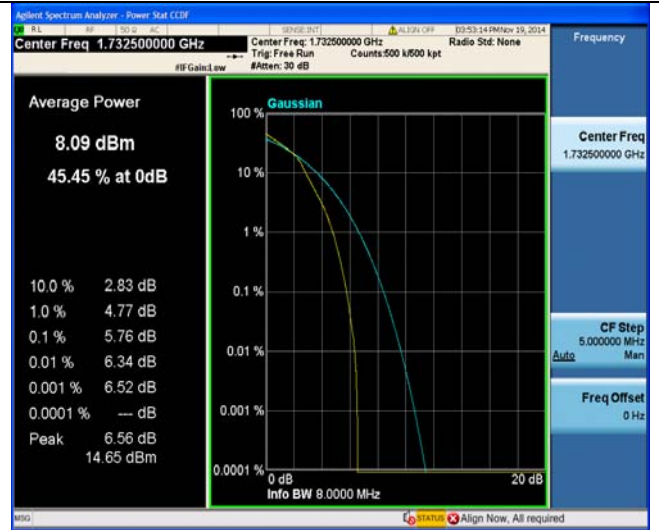 Agilent Spectrum Analyzer - Power Stat CCDF
RL RF 50 Ω AC SENSE:INT ALIGN OFF 03:53:14 PM Nov 19, 2014
Center Freq 1.732500000 GHz
Center Freq: 1.732500000 GHz Radio Std: None
Trig: Free Run Counts:500 k/500 kpt
#IFGain:Low #Atten: 30 dB
Frequency
Average Power
8.09 dBm
45.45 % at 0dB
10.0 % 2.83 dB
1.0 % 4.77 dB
0.1 % 5.76 dB
0.01 % 6.34 dB
0.001 % 6.52 dB
0.0001 % --- dB
Peak 6.56 dB
14.65 dBm
Gaussian
100 %
10 %
1 %
0.1 %
0.01 %
0.001 %
0.0001 %
0 dB 20 dB
Info BW 8.0000 MHz
Center Freq
1.732500000 GHz
CF Step
5.000000 MHz
Auto Man
Freq Offset
0 Hz
MSG STATUS Align Now, All required